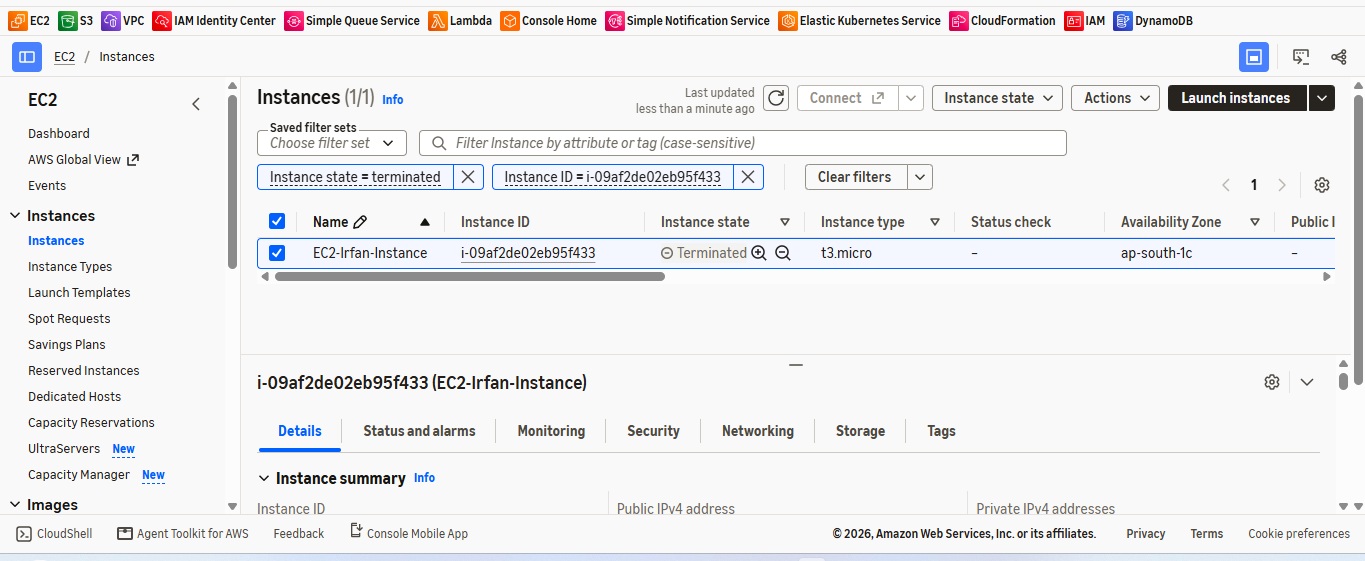 EC2 S3 VPC IAM Identity Center Simple Queue Service Lambda Console Home Simple Notification Service Elastic Kubernetes Service CloudFormation IAM DynamoDB
EC2 / Instances
EC2
Dashboard
AWS Global View
Events
Instances
Instances
Instance Types
Launch Templates
Spot Requests
Savings Plans
Reserved Instances
Dedicated Hosts
Capacity Reservations
UltraServers New
Capacity Manager New
Images
Instances (1/1) Info
Last updated
less than a minute ago
Connect
Instance state
Actions
Launch instances
Saved filter sets
Choose filter set
Filter Instance by attribute or tag (case-sensitive)
Instance state = terminated
Instance ID = i-09af2de02eb95f433
Clear filters
1
Name Instance ID Instance state Instance type Status check Availability Zone Public I
EC2-Irfan-Instance i-09af2de02eb95f433 Terminated t3.micro – ap-south-1c –
i-09af2de02eb95f433 (EC2-Irfan-Instance)
Details Status and alarms Monitoring Security Networking Storage Tags
Instance summary Info
Instance ID Public IPv4 address Private IPv4 addresses
CloudShell Agent Toolkit for AWS Feedback Console Mobile App © 2026, Amazon Web Services, Inc. or its affiliates. Privacy Terms Cookie preferences